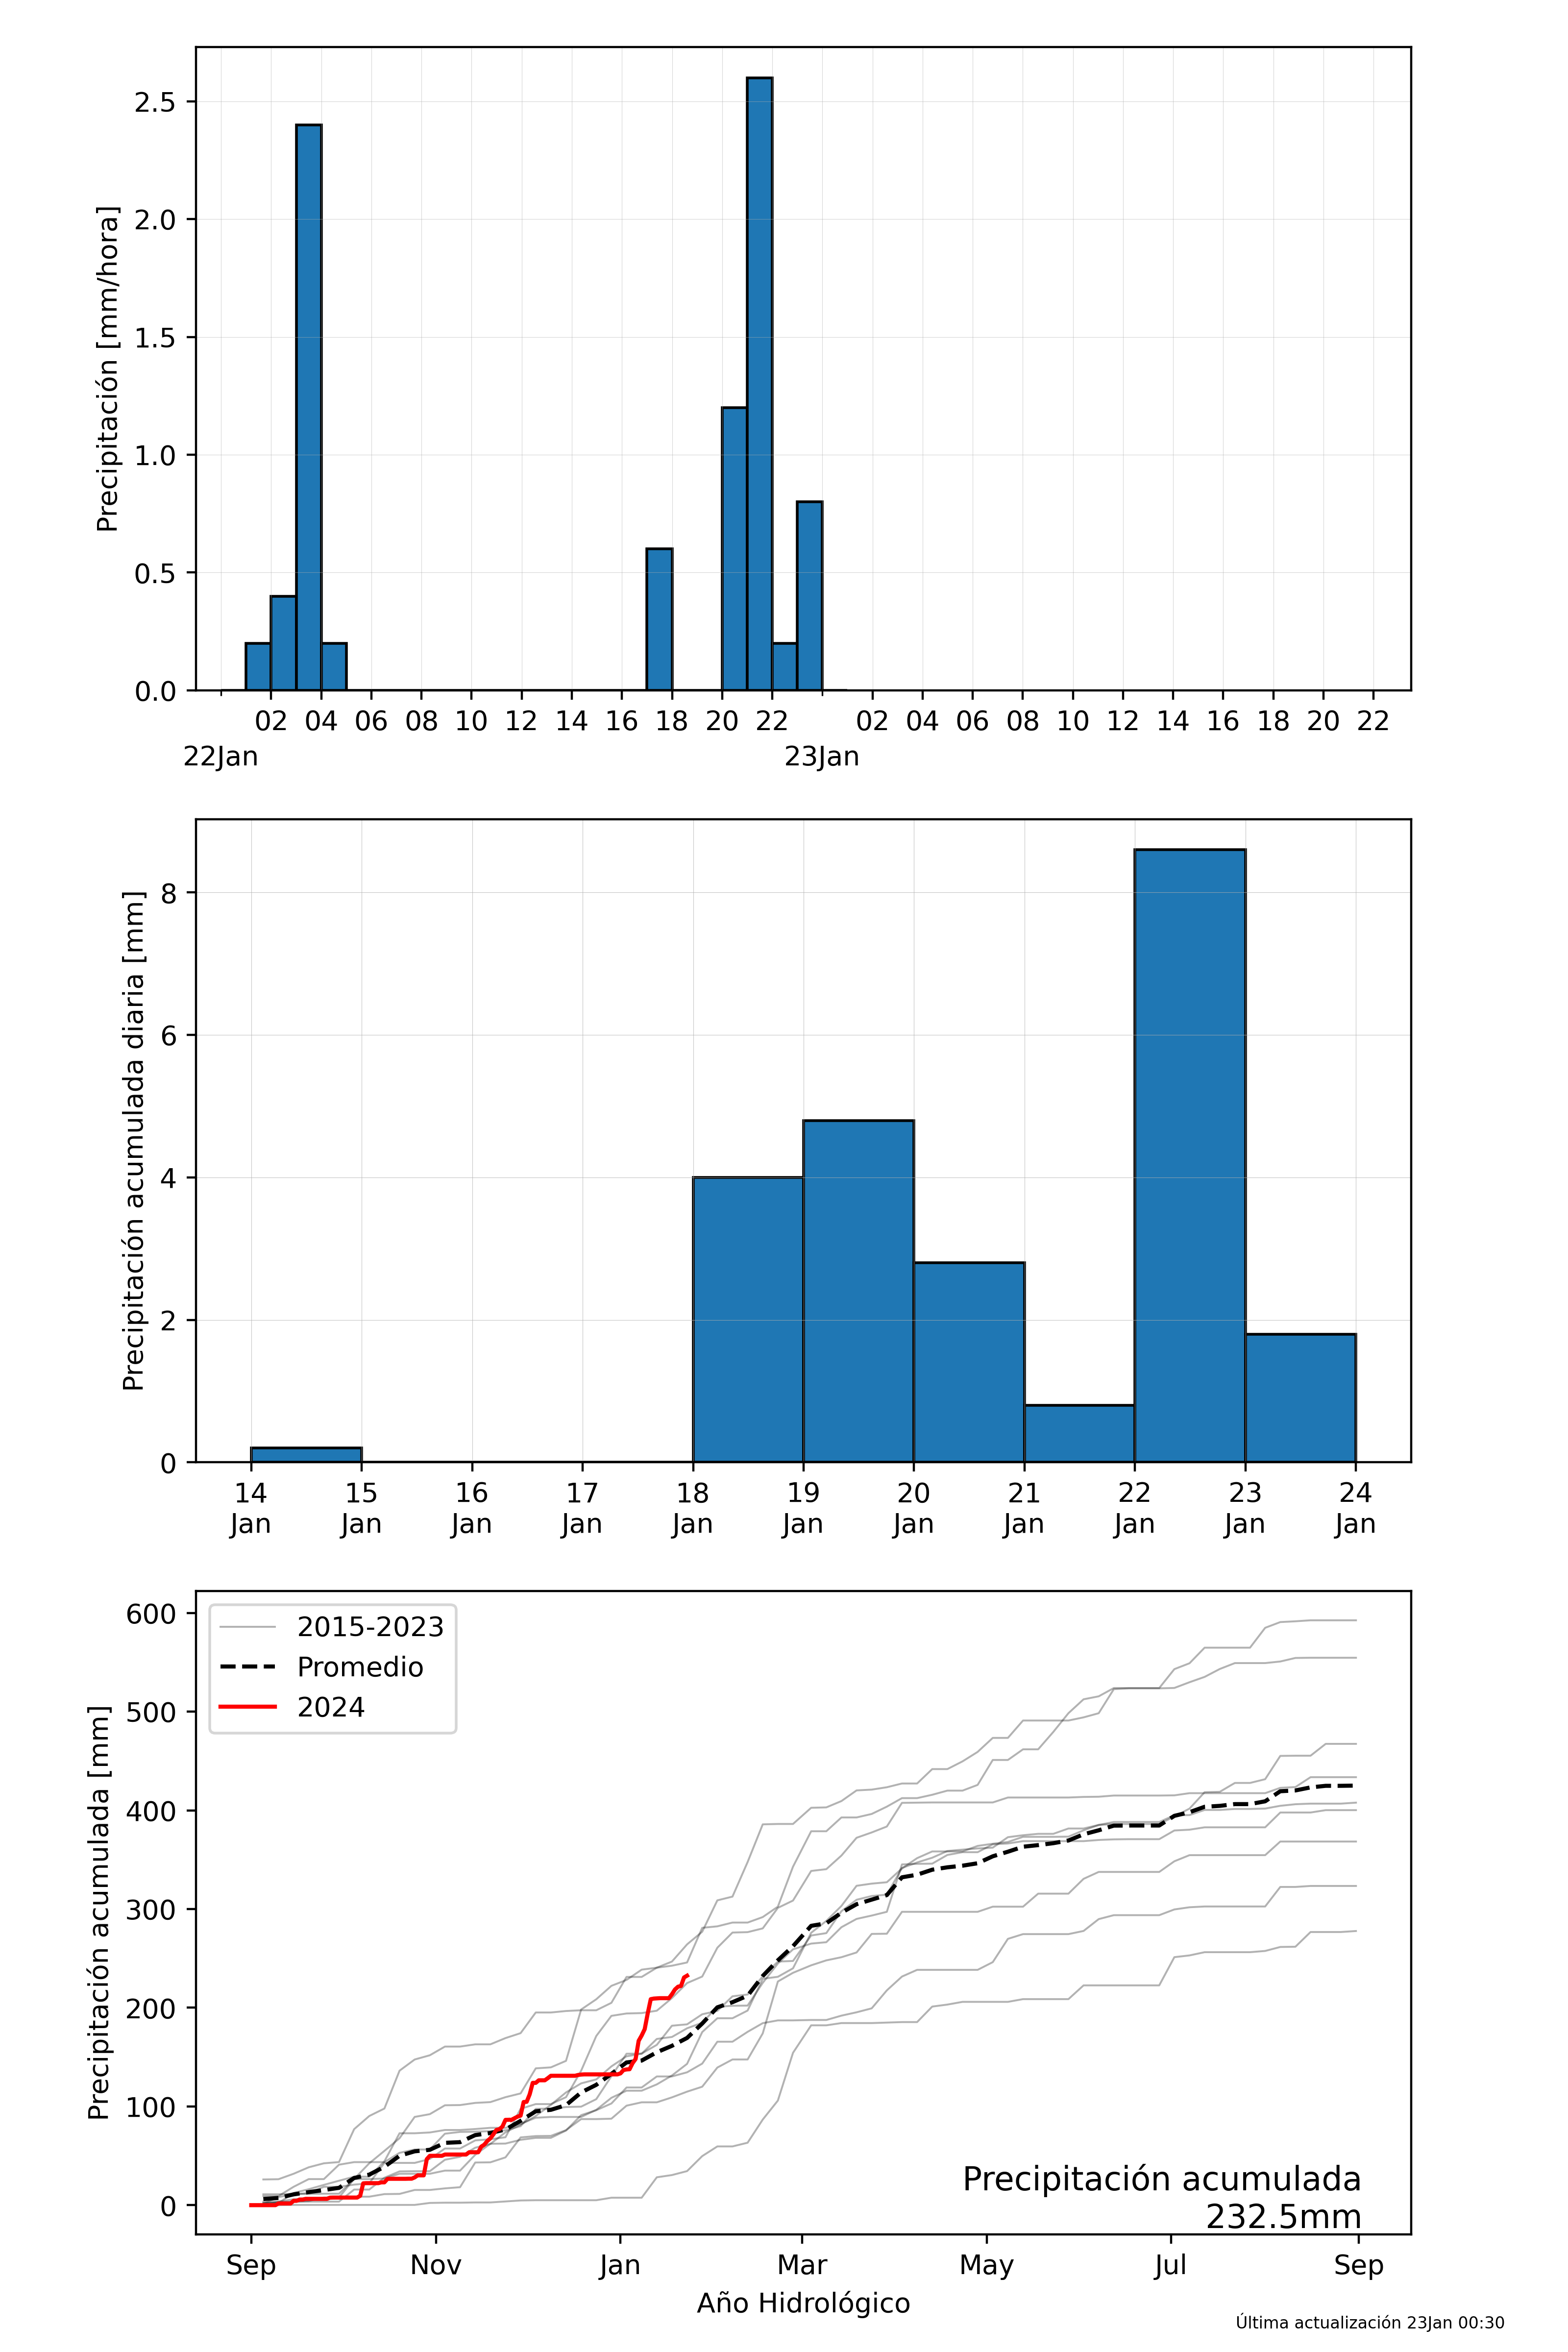 Precipitación [mm/hora]
2.5
2.0
1.5
1.0
0.5
0.0
02 04 06 08 10 12 14 16 18 20 22 02 04 06 08 10 12 14 16 18 20 22
22Jan 23Jan
Precipitación acumulada diaria [mm]
8
6
4
2
0
14 15 16 17 18 19 20 21 22 23 24
Jan Jan Jan Jan Jan Jan Jan Jan Jan Jan Jan
Precipitación acumulada [mm]
600
500
400
300
200
100
0
2015-2023
Promedio
2024
Precipitación acumulada
232.5mm
Sep Nov Jan Mar May Jul Sep
Año Hidrológico
Última actualización 23Jan 00:30